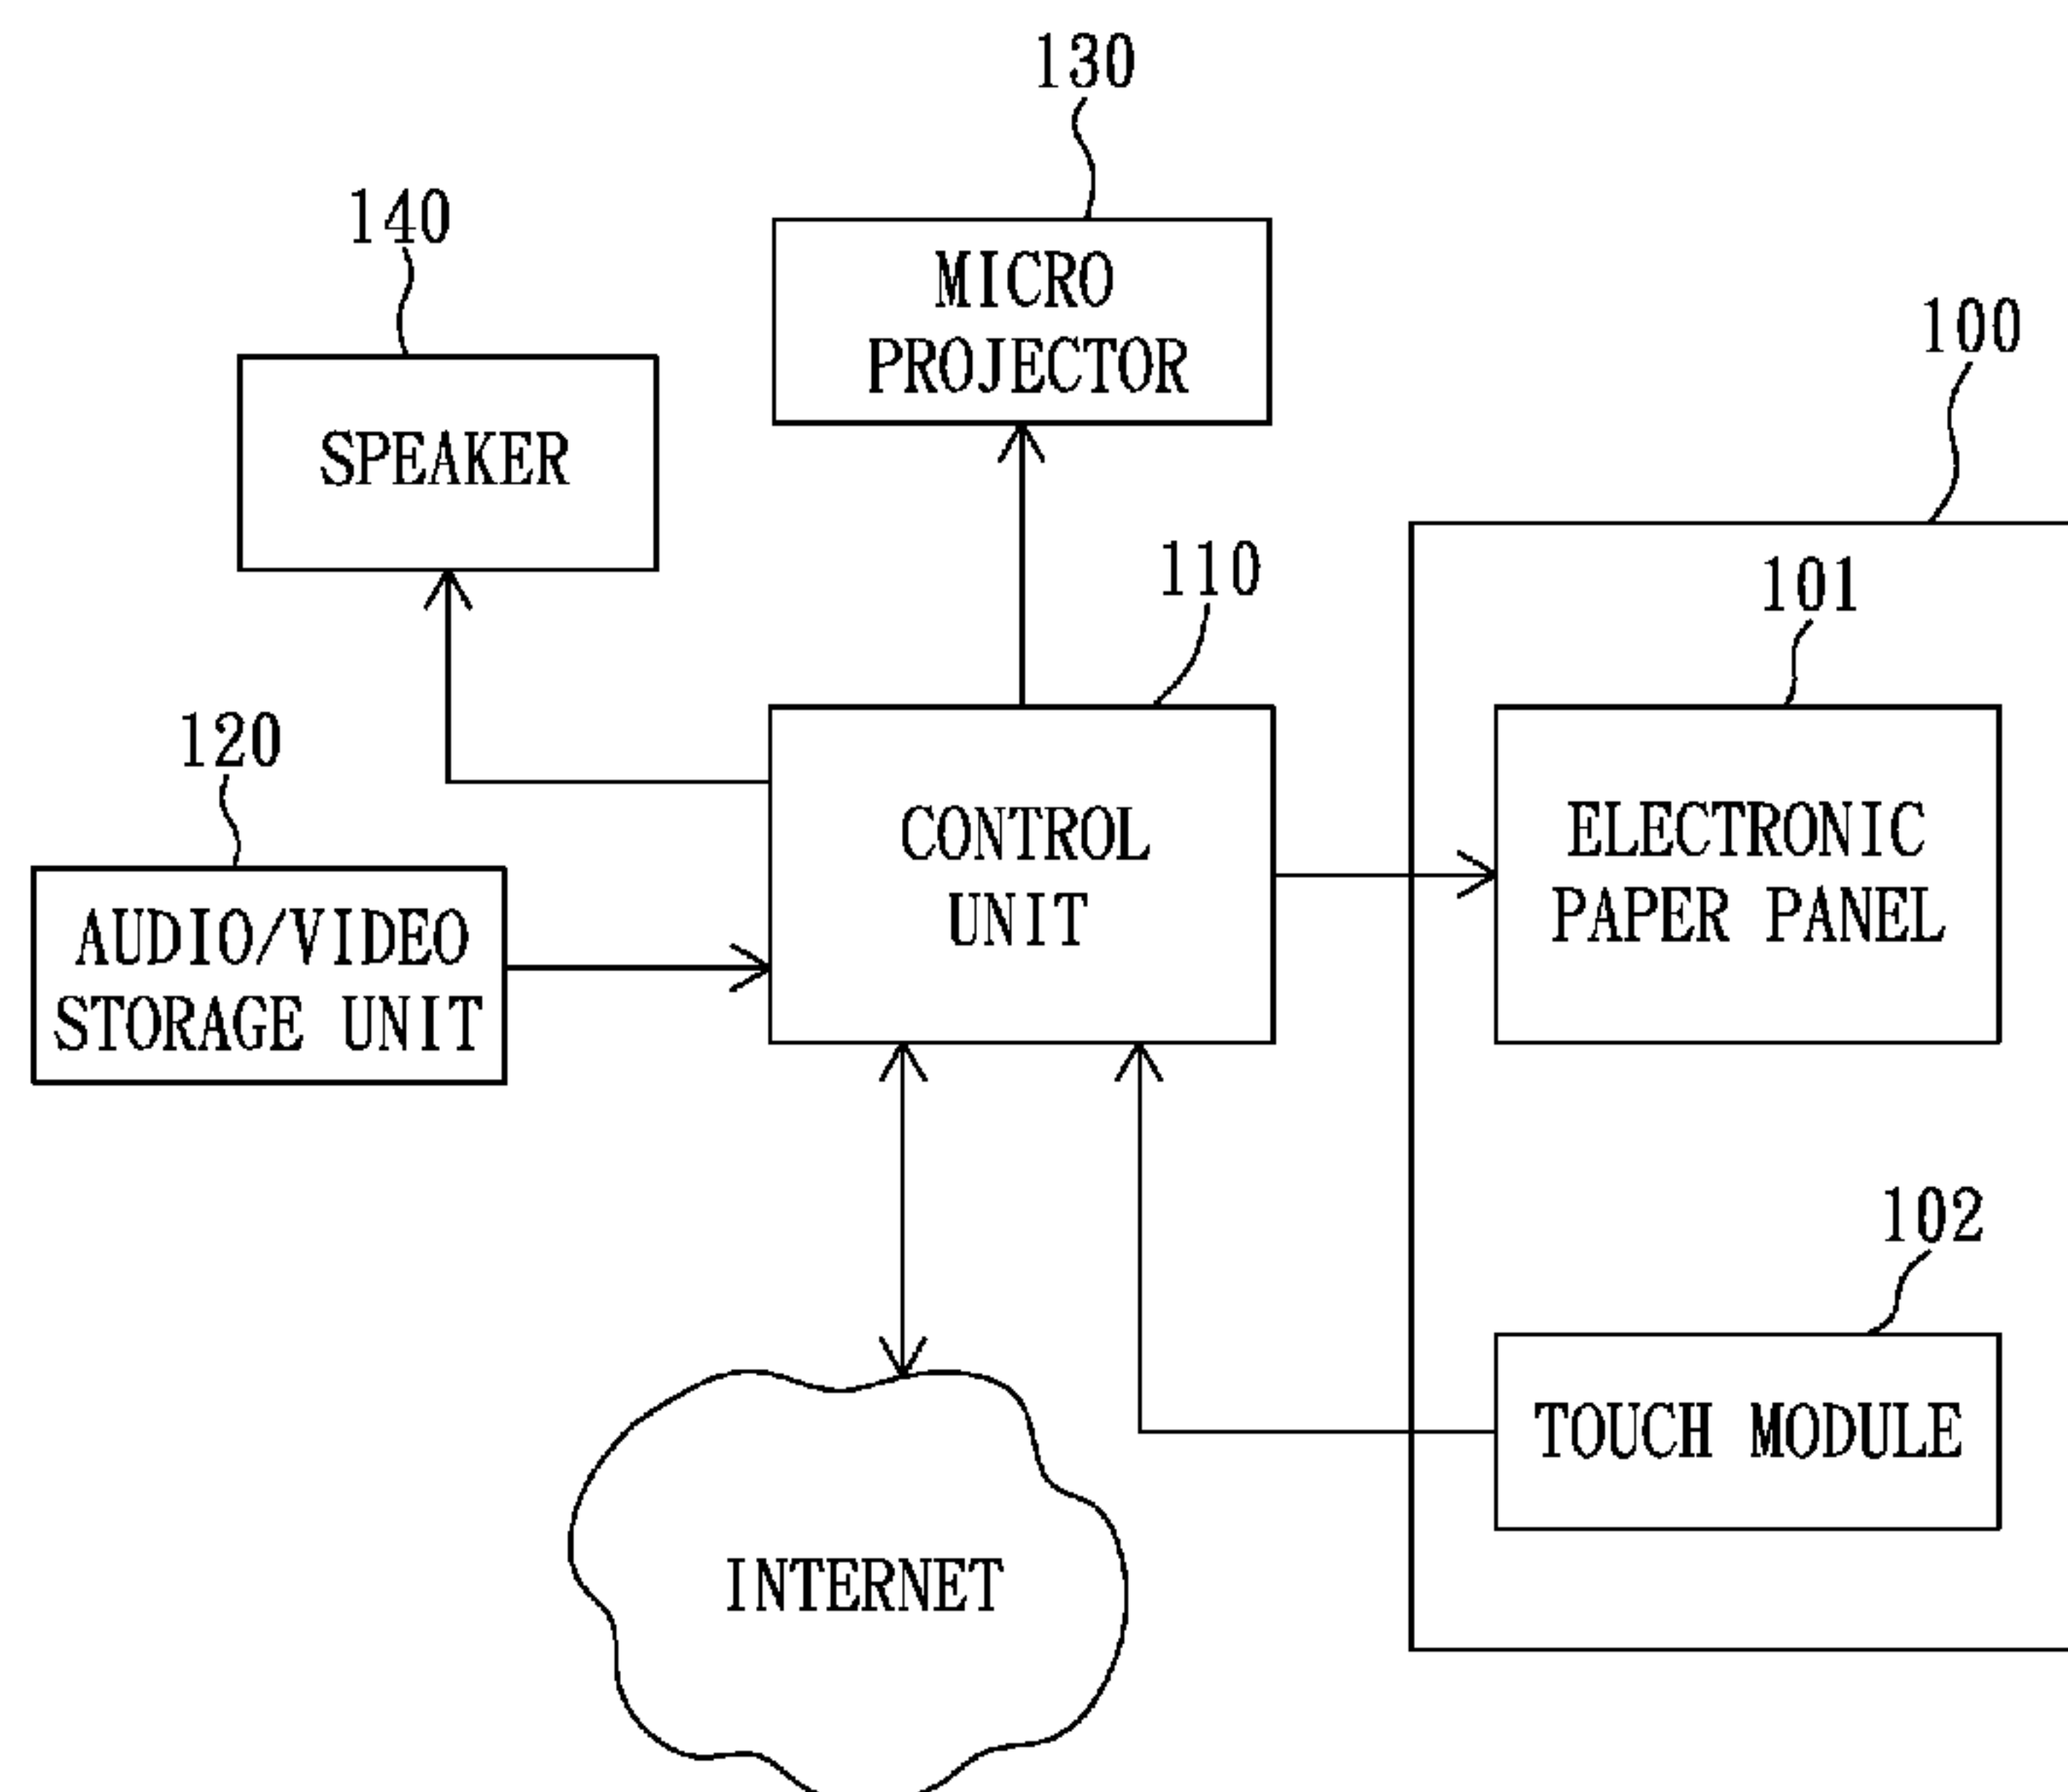 130
140
MICRO
PROJECTOR
100
SPEAKER
110
101
120
CONTROL
UNIT
ELECTRONIC
PAPER PANEL
AUDIO/VIDEO
STORAGE UNIT
102
TOUCH MODULE
INTERNET